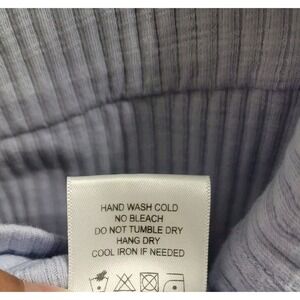 HAND WASH COLD
NO BLEACH
DO NOT TUMBLE DRY
HANG DRY
COOL IRON IF NEEDED